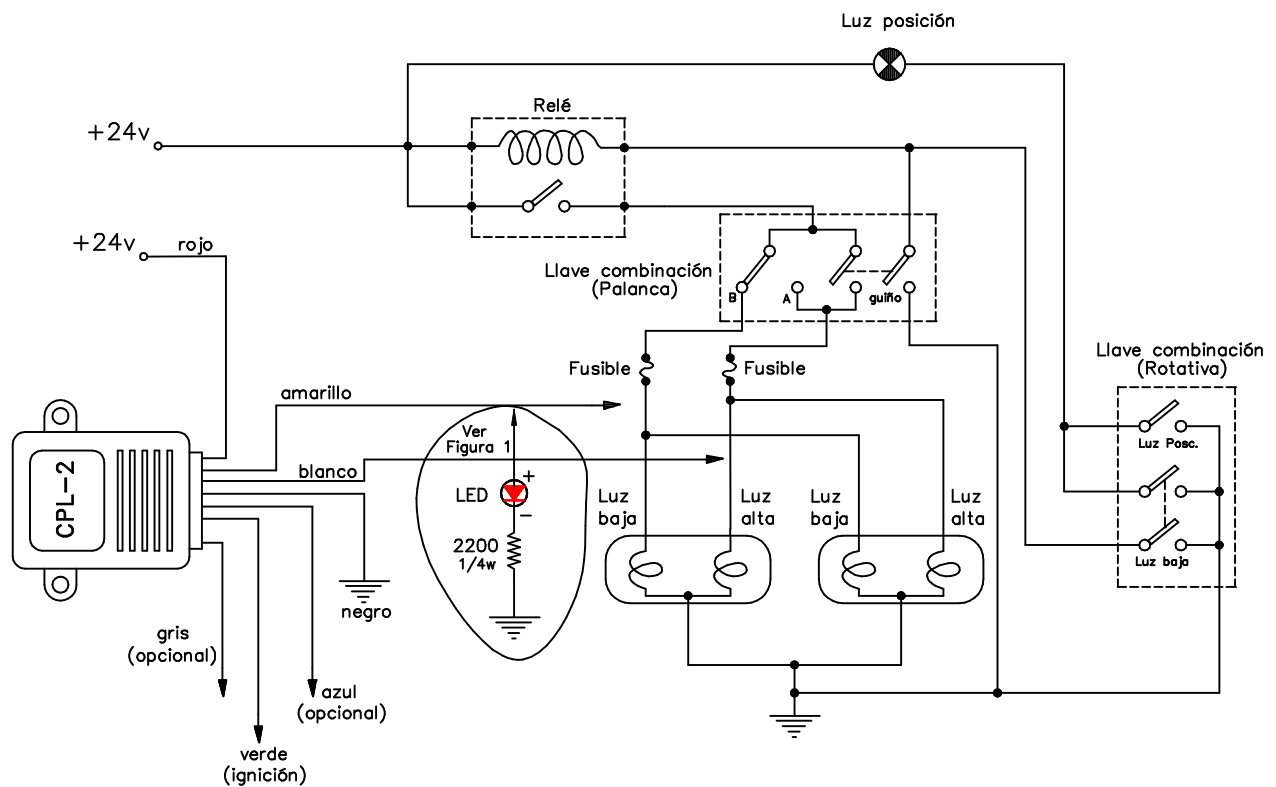 Luz posición
Relé
+24v
+24v
rojo
Llave combinación
(Palanca)
B
A
guiño
Fusible
Fusible
Llave combinación
(Rotativa)
Luz Posc.
Luz baja
amarillo
Ver
Figura 1
blanco
CPL-2
LED
+
−
2200
1/4w
Luz
baja
Luz
alta
Luz
baja
Luz
alta
negro
gris
(opcional)
azul
(opcional)
verde
(ignición)